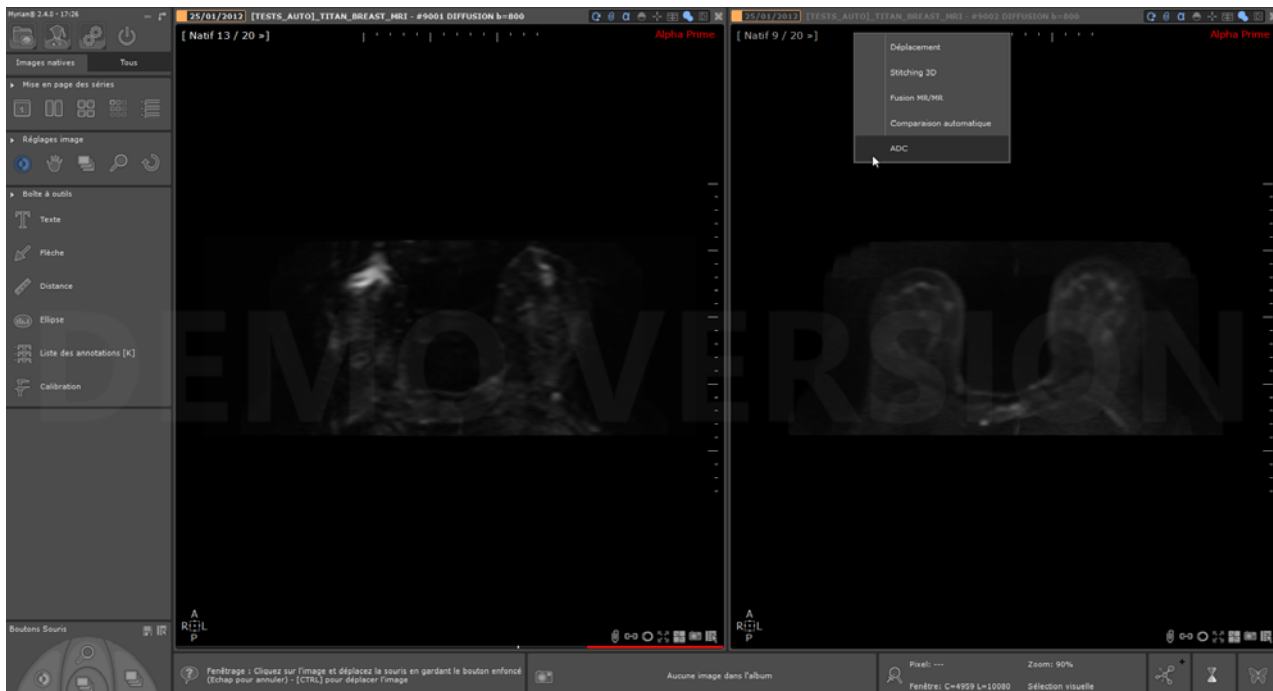 Myrian® 2.4.0 - 17:26
Images natives
Tous
Mise en page des séries
Réglages image
Boîte à outils
Texte
Flèche
Distance
Ellipse
Liste des annotations [K]
Calibration
Boutons Souris
25/01/2012 [TESTS_AUTO]_TITAN_BREAST_MRI - #9001 DIFFUSION b=800
[ Natif 13 / 20 »]
Alpha Prime
A
R L
P
25/01/2012 [TESTS_AUTO]_TITAN_BREAST_MRI - #9002 DIFFUSION b=800
[ Natif 9 / 20 »]
Alpha Prime
Déplacement
Stitching 3D
Fusion MR/MR
Comparaison automatique
ADC
A
R L
P
DEMO VERSION
Fenêtrage : Cliquez sur l'image et déplacez la souris en gardant le bouton enfoncé
(Echap pour annuler) - [CTRL] pour déplacer l'image
Aucune image dans l'album
Pixel: ---
Zoom: 90%
Fenêtre: C=4959 L=10080
Sélection visuelle